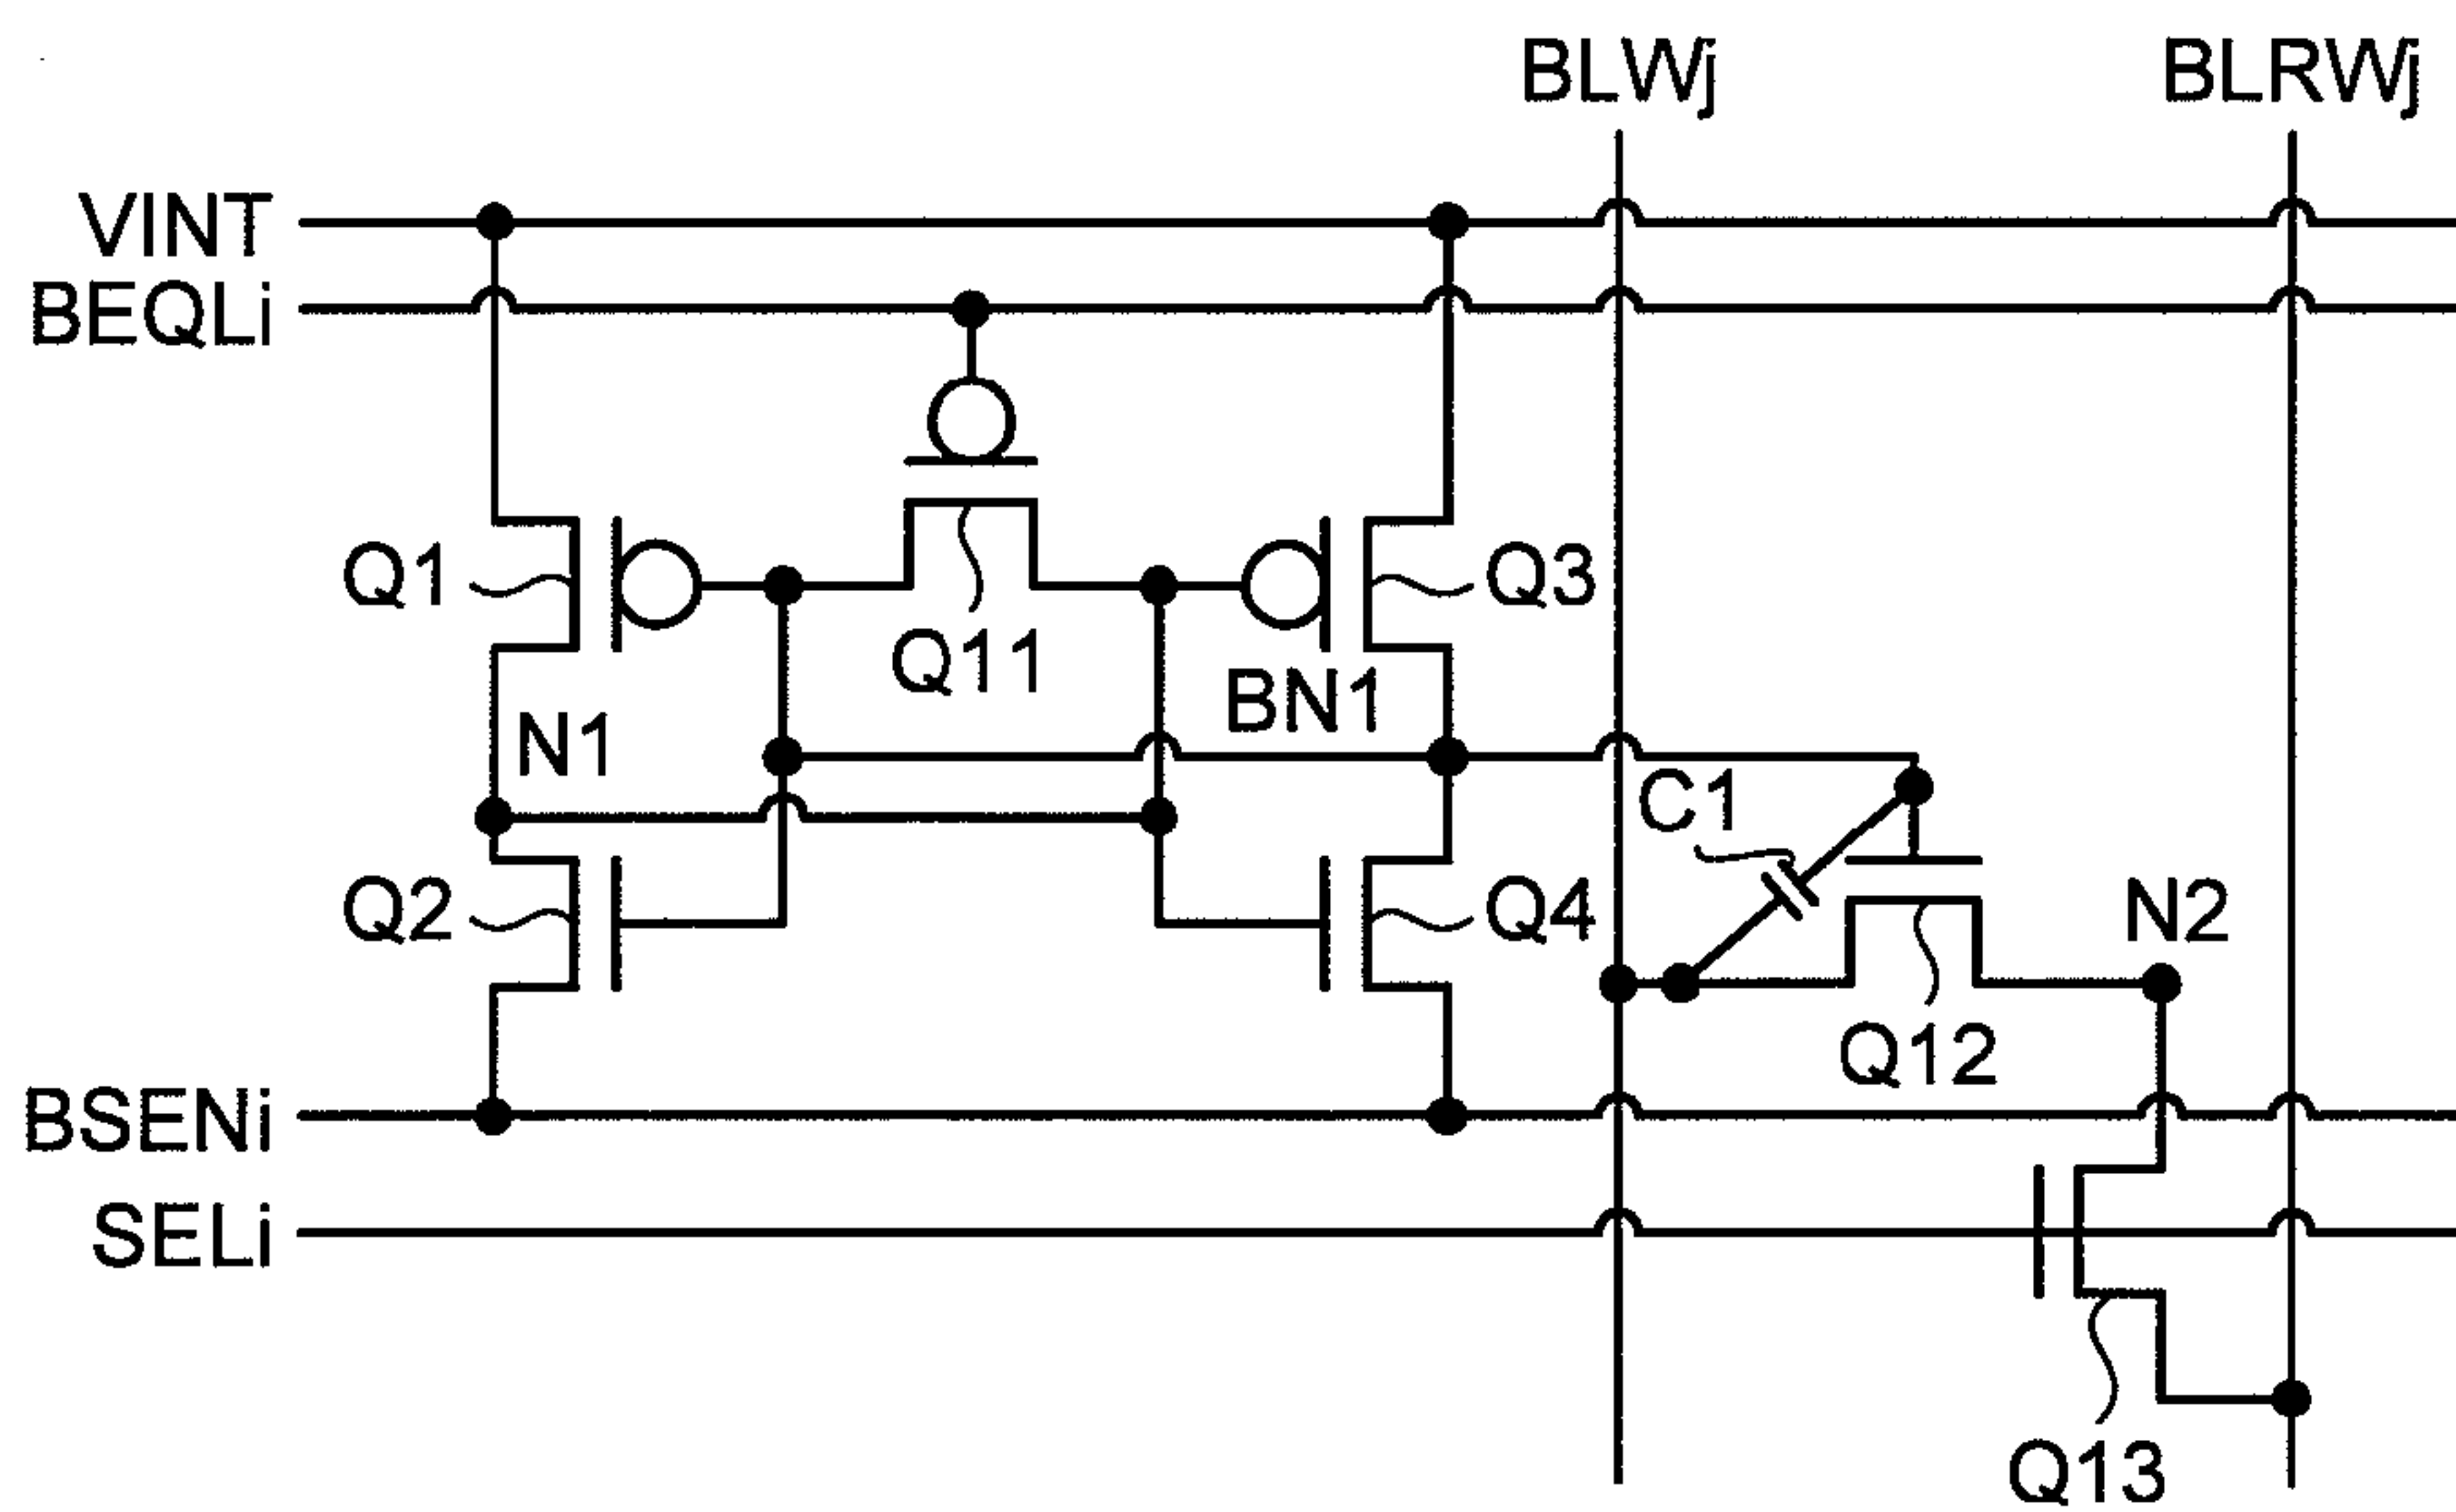 BLWj
BLRWj
VINT
BEQLi
Q1
Q3
Q11
BN1
N1
C1
Q2
Q4
N2
Q12
BSENi
SELi
Q13